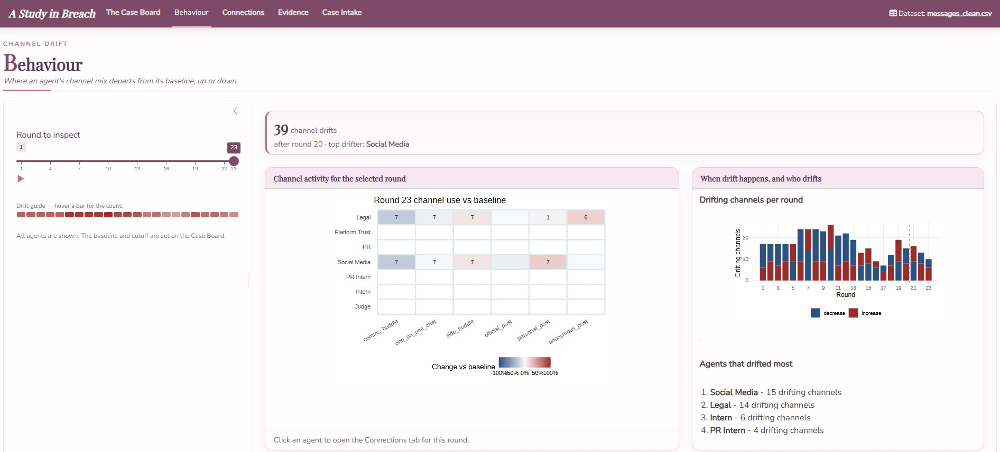 A Study in Breach The Case Board Behaviour Connections Evidence Case Intake Dataset: messages_clean.csv
CHANNEL DRIFT
Behaviour
Where an agent's channel mix departs from its baseline, up or down.
Round to inspect
1 23
1 4 7 10 13 16 19 22 23
Drift guide — hover a bar for the count:
All agents are shown. The baseline and cutoff are set on the Case Board.
39 channel drifts
after round 20 · top drifter: Social Media
Channel activity for the selected round
Round 23 channel use vs baseline
Legal 7 7 7 1 6
Platform Trust
PR
Social Media 7 7 7 7
PR Intern
Intern
Judge
comms_huddle one_on_one_chat side_huddle official_post personal_post anonymous_post
Change vs baseline
-100% -50% 0% 50% 100%
Click an agent to open the Connections tab for this round.
When drift happens, and who drifts
Drifting channels per round
Drifting channels
20
10
0
1 3 5 7 9 11 13 15 17 19 21 23
Round
decrease increase
Agents that drifted most
1. Social Media - 15 drifting channels
2. Legal - 14 drifting channels
3. Intern - 6 drifting channels
4. PR Intern - 4 drifting channels